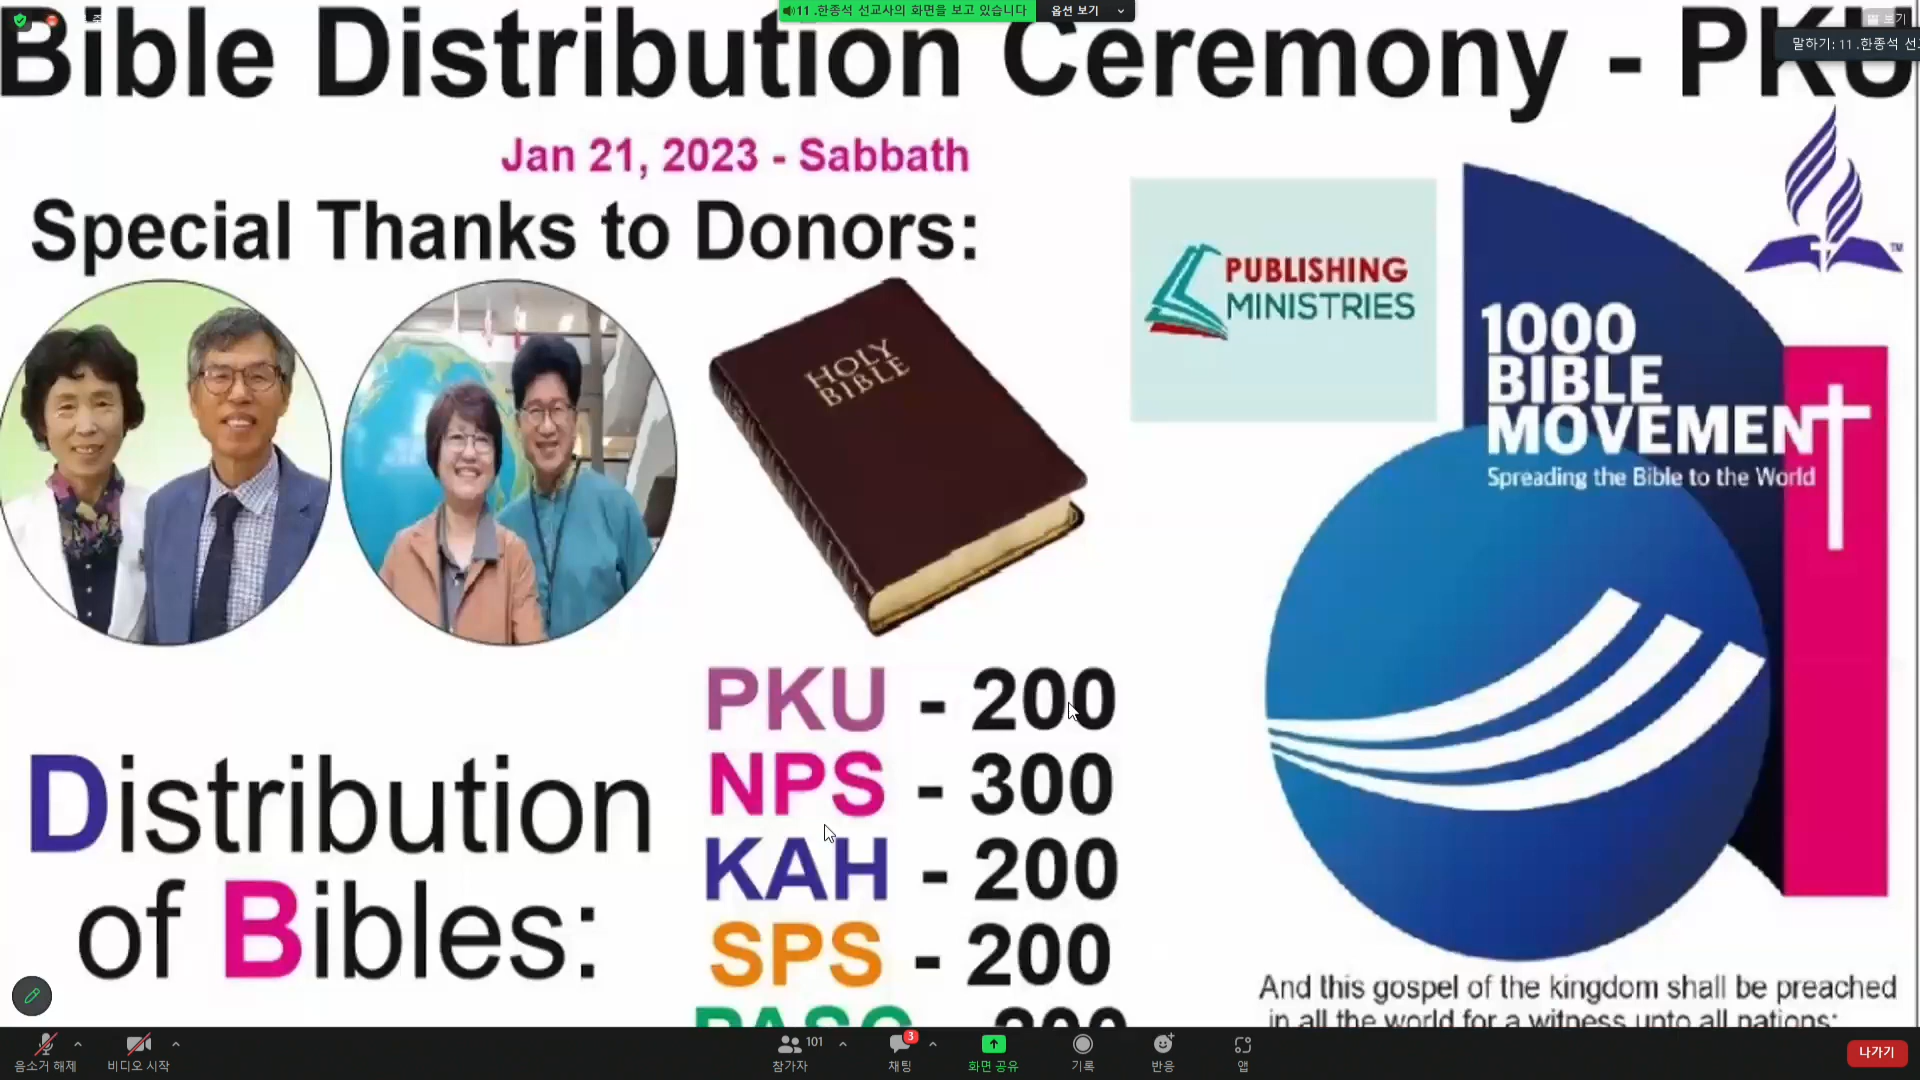 11 .한종석 선교사의 화면을 보고 있습니다
옵션 보기
보기
말하기: 11 .한종석 선
Bible Distribution Ceremony - PKU
Jan 21, 2023 - Sabbath
Special Thanks to Donors:
HOLY
BIBLE
PUBLISHING
MINISTRIES
TM
1000
BIBLE
MOVEMENT
Spreading the Bible to the World
PKU - 200
NPS - 300
KAH - 200
SPS - 200
Distribution
of Bibles:
And this gospel of the kingdom shall be preached
in all the world for a witness unto all nations;
음소거 해제
비디오 시작
101
참가자
3
채팅
화면 공유
기록
반응
앱
나가기